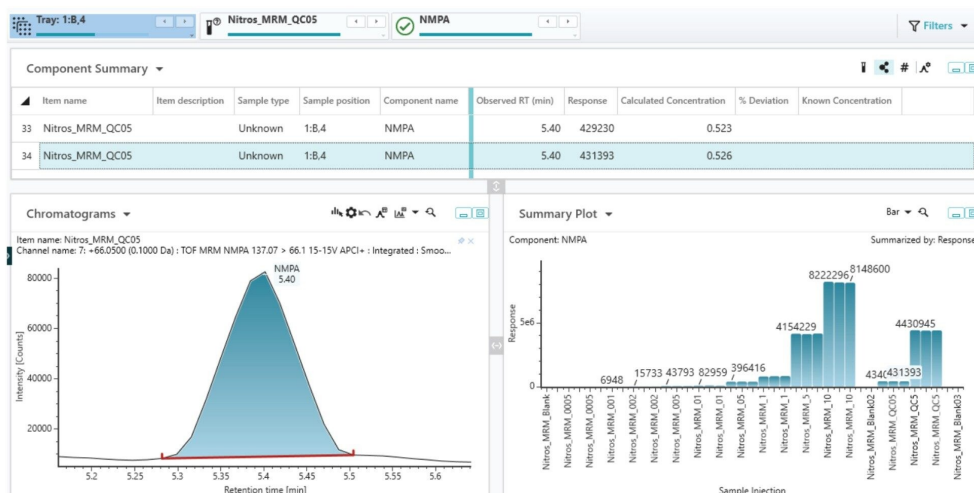 Tray: 1:B,4
Nitros_MRM_QC05
NMPA
Filters
Component Summary
#
Item name Item description Sample type Sample position Component name Observed RT (min) Response Calculated Concentration % Deviation Known Concentration
33 Nitros_MRM_QC05 Unknown 1:B,4 NMPA 5.40 429230 0.523
34 Nitros_MRM_QC05 Unknown 1:B,4 NMPA 5.40 431393 0.526
Chromatograms
Item name: Nitros_MRM_QC05
Channel name: 7: +66.0500 (0.1000 Da) : TOF MRM NMPA 137.07 > 66.1 15-15V APCI+ : Integrated : Smoo...
NMPA
5.40
80000
60000
40000
20000
Intensity [Counts]
5.2 5.25 5.3 5.35 5.4 5.45 5.5 5.55 5.6
Retention time [min]
Summary Plot
Bar
Component: NMPA
Summarized by: Response
8222296 8148600
4154229
4430945
6948 15733 43793 82959 396416
434 431393
5e6
0
Response
Nitros_MRM_Blank
Nitros_MRM_0005
Nitros_MRM_0005
Nitros_MRM_001
Nitros_MRM_002
Nitros_MRM_002
Nitros_MRM_005
Nitros_MRM_01
Nitros_MRM_01
Nitros_MRM_05
Nitros_MRM_1
Nitros_MRM_1
Nitros_MRM_5
Nitros_MRM_10
Nitros_MRM_10
Nitros_MRM_Blank02
Nitros_MRM_QC05
Nitros_MRM_QC5
Nitros_MRM_QC5
Nitros_MRM_Blank03
Sample Injection